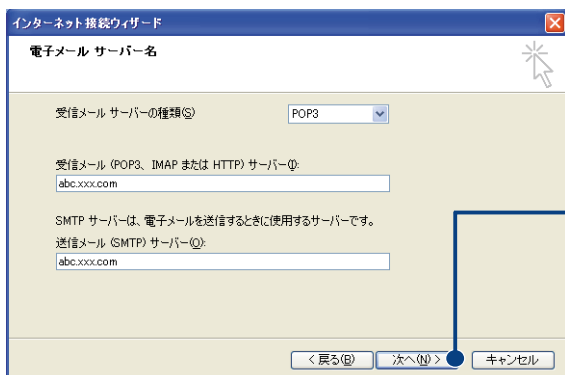 インターネット接続ウィザード
電子メール サーバー名
受信メール サーバーの種類(S) POP3
受信メール (POP3、IMAP または HTTP) サーバー(I):
abc.xxx.com
SMTP サーバーは、電子メールを送信するときに使用するサーバーです。
送信メール (SMTP) サーバー(O):
abc.xxx.com
< 戻る(B) 次へ(N) > キャンセル